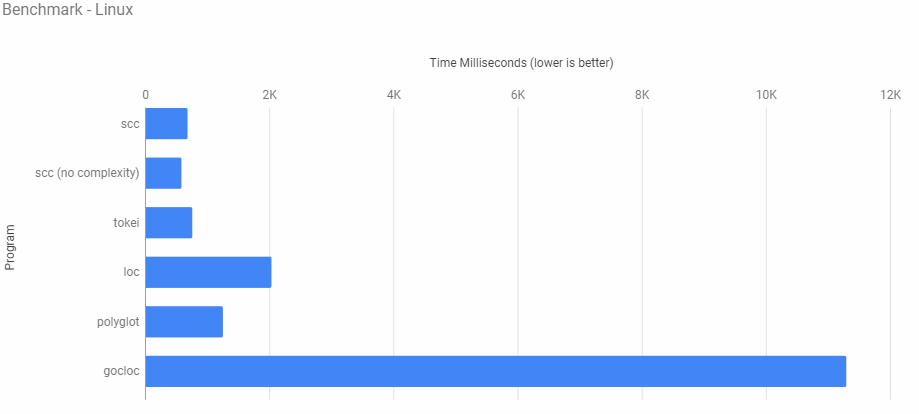 Benchmark - Linux
Time Milliseconds (lower is better)
0 2K 4K 6K 8K 10K 12K
Program
scc
scc (no complexity)
tokei
loc
polyglot
gocloc